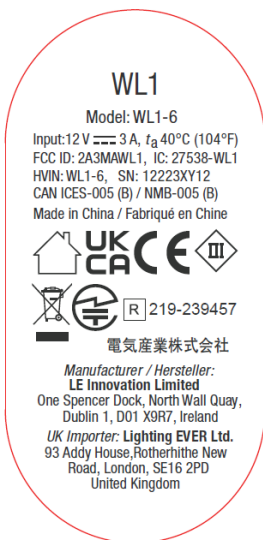 WL1
Model: WL1-6
Input:12 V ⎓ 3 A, ta 40°C (104°F)
FCC ID: 2A3MAWL1, IC: 27538-WL1
HVIN: WL1-6, SN: 12223XY12
CAN ICES-005 (B) / NMB-005 (B)
Made in China / Fabriqué en Chine
UK
CA CE III
R 219-239457
電気産業株式会社
Manufacturer / Hersteller:
LE Innovation Limited
One Spencer Dock, North Wall Quay,
Dublin 1, D01 X9R7, Ireland
UK Importer: Lighting EVER Ltd.
93 Addy House,Rotherhithe New
Road, London, SE16 2PD
United Kingdom